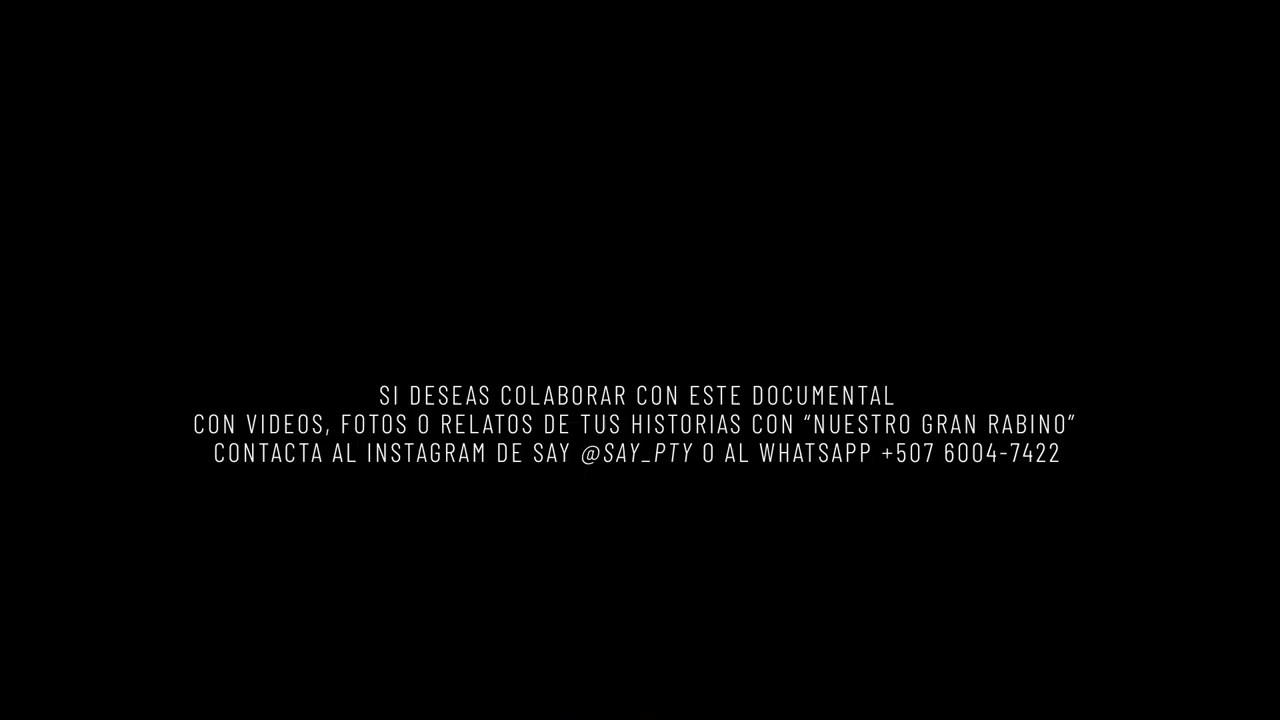 SI DESEAS COLABORAR CON ESTE DOCUMENTAL
CON VIDEOS, FOTOS O RELATOS DE TUS HISTORIAS CON “NUESTRO GRAN RABINO”
CONTACTA AL INSTAGRAM DE SAY @SAY_PTY O AL WHATSAPP +507 6004-7422